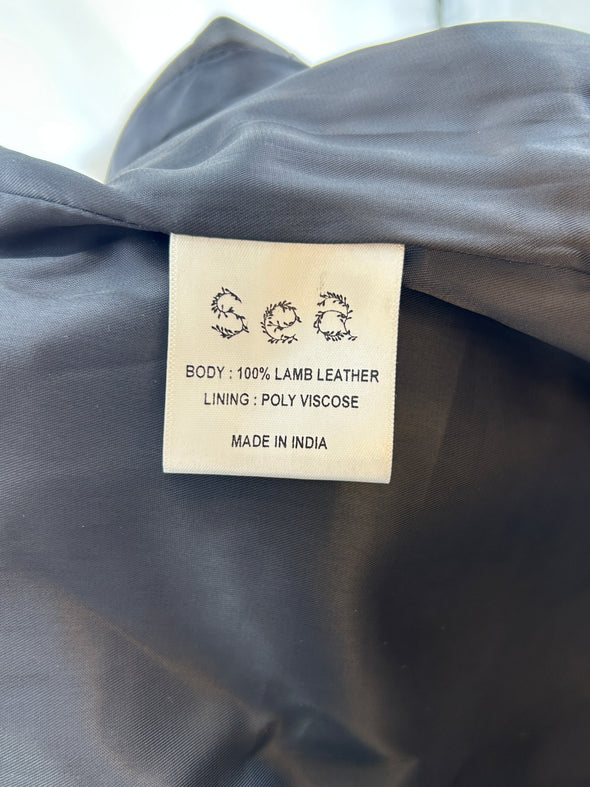 sea
BODY : 100% LAMB LEATHER
LINING : POLY VISCOSE
MADE IN INDIA